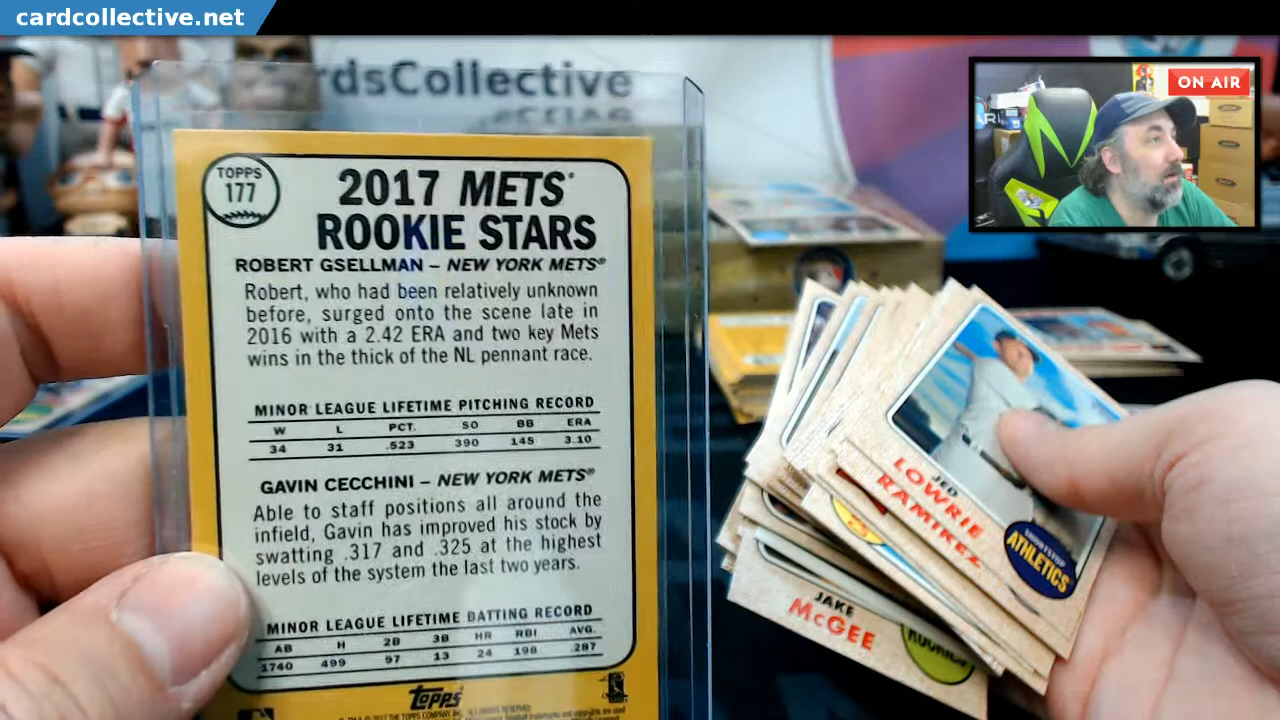 cardcollective.net
rdsCollective
ON AIR
TOPPS
177
2017 METS®
ROOKIE STARS
ROBERT GSELLMAN – NEW YORK METS®
Robert, who had been relatively unknown
before, surged onto the scene late in
2016 with a 2.42 ERA and two key Mets
wins in the thick of the NL pennant race.
MINOR LEAGUE LIFETIME PITCHING RECORD
W L PCT. SO BB ERA
34 31 .523 390 145 3.10
GAVIN CECCHINI – NEW YORK METS®
Able to staff positions all around the
infield, Gavin has improved his stock by
swatting .317 and .325 at the highest
levels of the system the last two years.
MINOR LEAGUE LIFETIME BATTING RECORD
AB H 2B 3B HR RBI AVG.
1740 499 97 13 24 198 .287
Topps
JED
LOWRIE
RAMIREZ
SHORTSTOP
ATHLETICS
JAKE
McGEE
ROCKIES